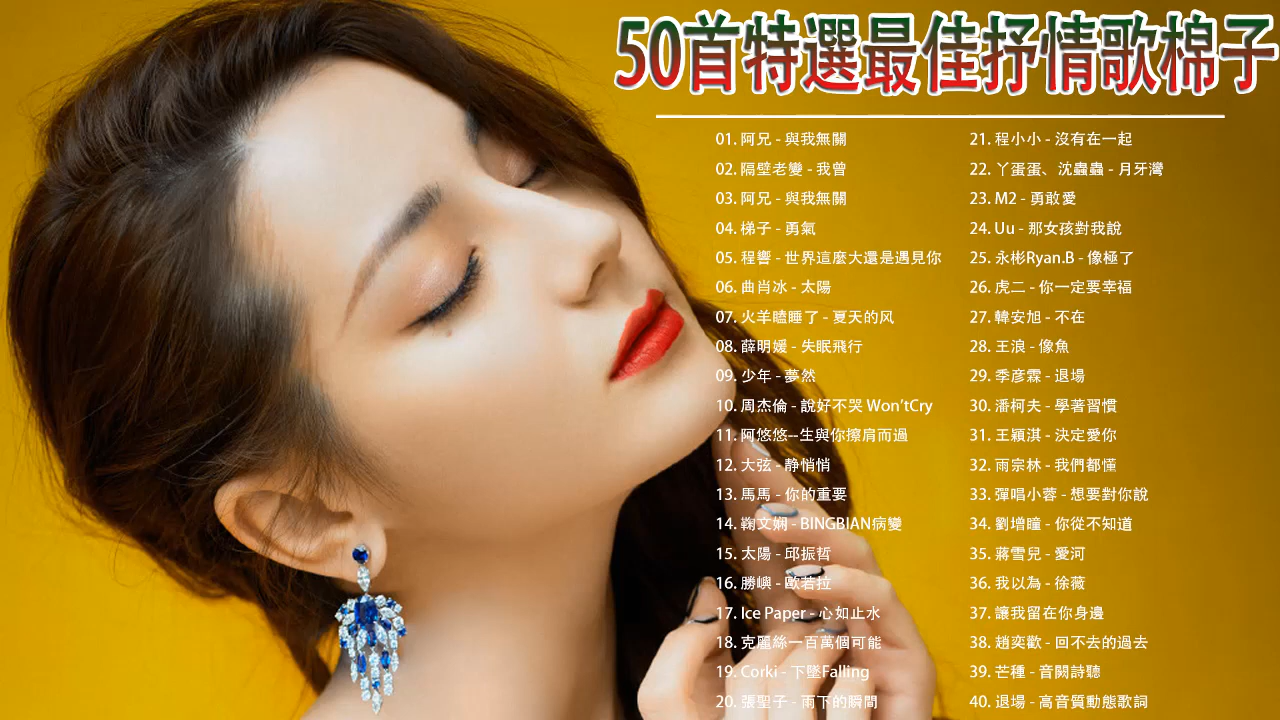 50首特選最佳抒情歌棉子
01. 阿兄 - 與我無關
02. 隔壁老變 - 我曾
03. 阿兄 - 與我無關
04. 梯子 - 勇氣
05. 程響 - 世界這麼大還是遇見你
06. 曲肖冰 - 太陽
07. 火羊瞌睡了 - 夏天的风
08. 薛明媛 - 失眠飛行
09. 少年 - 夢然
10. 周杰倫 - 說好不哭 Won'tCry
11. 阿悠悠--生與你擦肩而過
12. 大弦 - 静悄悄
13. 馬馬 - 你的重要
14. 鞠文娴 - BINGBIAN病變
15. 太陽 - 邱振哲
16. 勝嶼 - 歐若拉
17. Ice Paper - 心如止水
18. 克麗絲一百萬個可能
19. Corki - 下墜Falling
20. 張聖子 - 雨下的瞬間
21. 程小小 - 沒有在一起
22. 丫蛋蛋、沈蟲蟲 - 月牙灣
23. M2 - 勇敢愛
24. Uu - 那女孩對我說
25. 永彬Ryan.B - 像極了
26. 虎二 - 你一定要幸福
27. 韓安旭 - 不在
28. 王浪 - 像魚
29. 季彦霖 - 退場
30. 潘柯夫 - 學著習慣
31. 王穎淇 - 決定愛你
32. 雨宗林 - 我們都懂
33. 彈唱小蓉 - 想要對你說
34. 劉增瞳 - 你從不知道
35. 蔣雪兒 - 愛河
36. 我以為 - 徐薇
37. 讓我留在你身邊
38. 趙奕歡 - 回不去的過去
39. 芒種 - 音闕詩聽
40. 退場 - 高音質動態歌詞